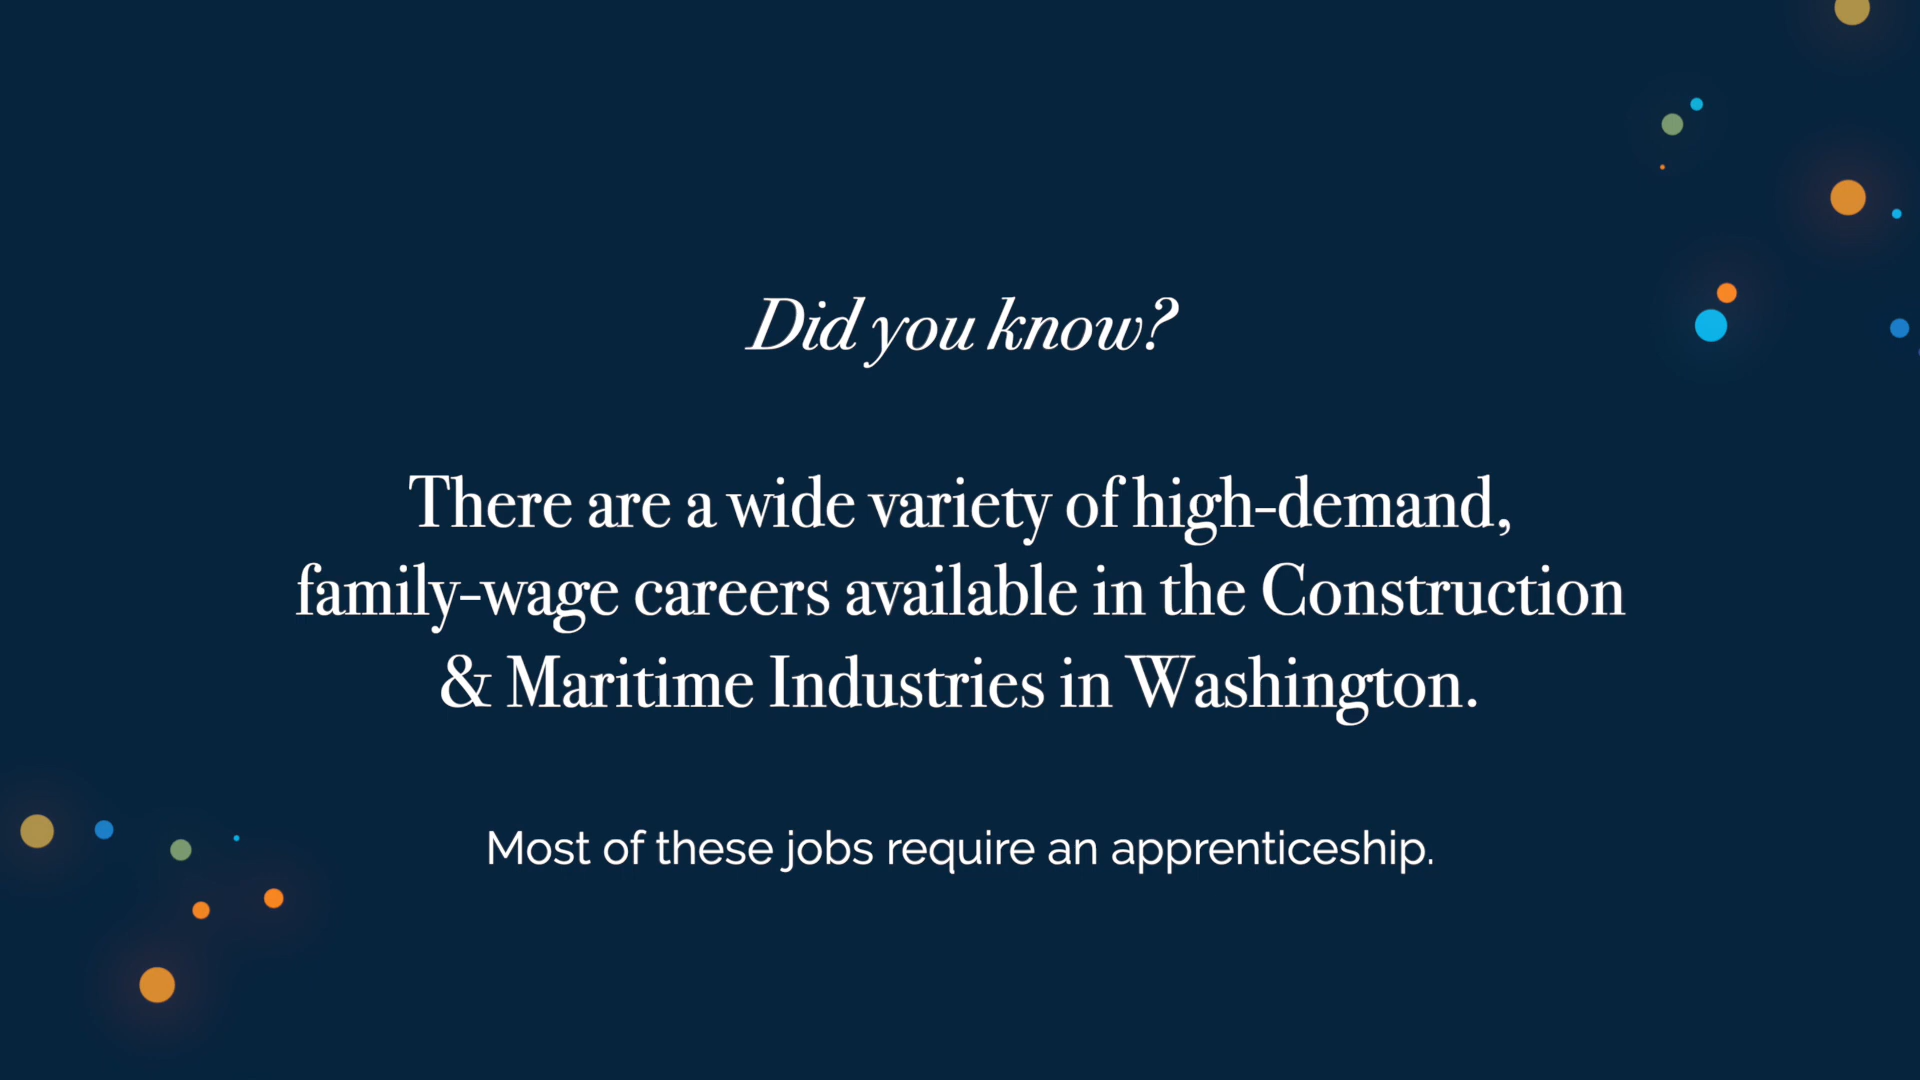 Did you know?
There are a wide variety of high-demand,
family-wage careers available in the Construction
& Maritime Industries in Washington.
Most of these jobs require an apprenticeship.